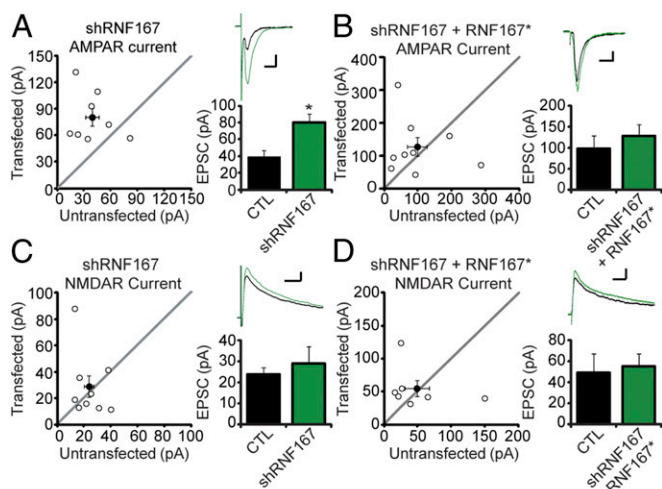 A
shRNF167
AMPAR current
Transfected (pA)
150
120
90
60
30
0
0 30 60 90 120 150
Untransfected (pA)
EPSC (pA)
100
80
60
40
20
0
*
CTL
shRNF167
B
shRNF167 + RNF167*
AMPAR Current
Transfected (pA)
400
300
200
100
0
0 100 200 300 400
Untransfected (pA)
EPSC (pA)
200
150
100
50
0
CTL
shRNF167
+ RNF167*
C
shRNF167
NMDAR Current
Transfected (pA)
100
80
60
40
20
0
0 20 40 60 80 100
Untransfected (pA)
EPSC (pA)
60
40
20
0
CTL
shRNF167
D
shRNF167 + RNF167*
NMDAR Current
Transfected (pA)
200
150
100
50
0
0 50 100 150 200
Untransfected (pA)
EPSC (pA)
80
60
40
20
0
CTL
shRNF167
RNF167*